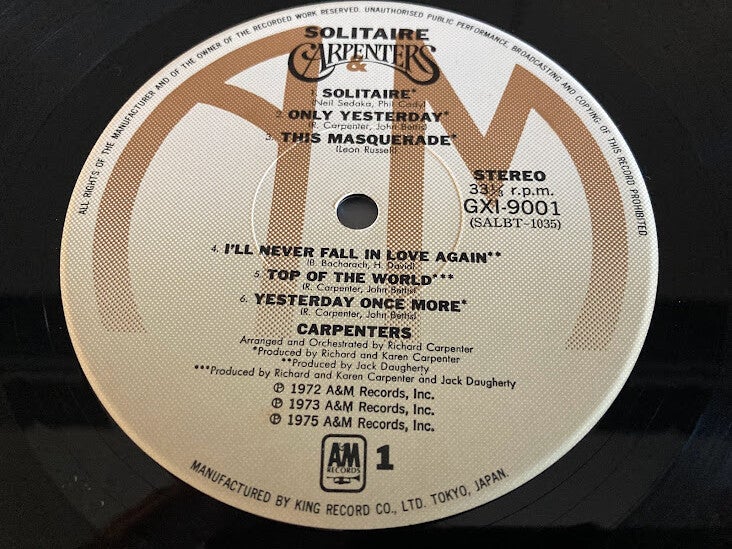 ALL RIGHTS OF THE MANUFACTURER AND OF THE OWNER OF THE RECORDED WORK RESERVED. UNAUTHORISED PUBLIC PERFORMANCE, BROADCASTING AND COPYING OF THIS RECORD PROHIBITED
SOLITAIRE
CARPENTERS
&
1. SOLITAIRE*
(Neil Sedaka, Phil Cody)
2. ONLY YESTERDAY*
(R. Carpenter, John Bettis)
3. THIS MASQUERADE*
(Leon Russel)
STEREO
33⅓ r.p.m.
GXI-9001
(SALBT-1035)
4. I'LL NEVER FALL IN LOVE AGAIN**
(B. Bacharach, H. David)
5. TOP OF THE WORLD***
(R. Carpenter, John Bettis)
6. YESTERDAY ONCE MORE*
(R. Carpenter, John Bettis)
CARPENTERS
Arranged and Orchestrated by Richard Carpenter
*Produced by Richard and Karen Carpenter
**Produced by Jack Daugherty
***Produced by Richard and Karen Carpenter and Jack Daugherty
℗ 1972 A&M Records, Inc.
℗ 1973 A&M Records, Inc.
℗ 1975 A&M Records, Inc.
A&M
RECORDS
1
MANUFACTURED BY KING RECORD CO., LTD. TOKYO, JAPAN.